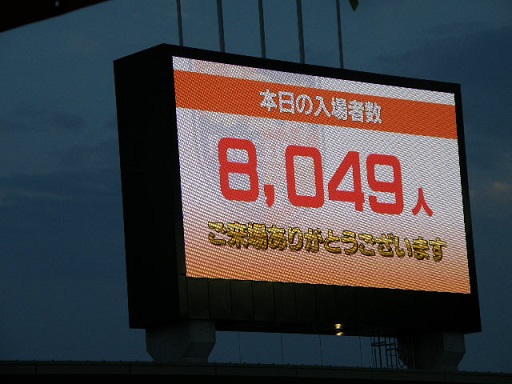 本日の入場者数
8,049人
ご来場ありがとうございます